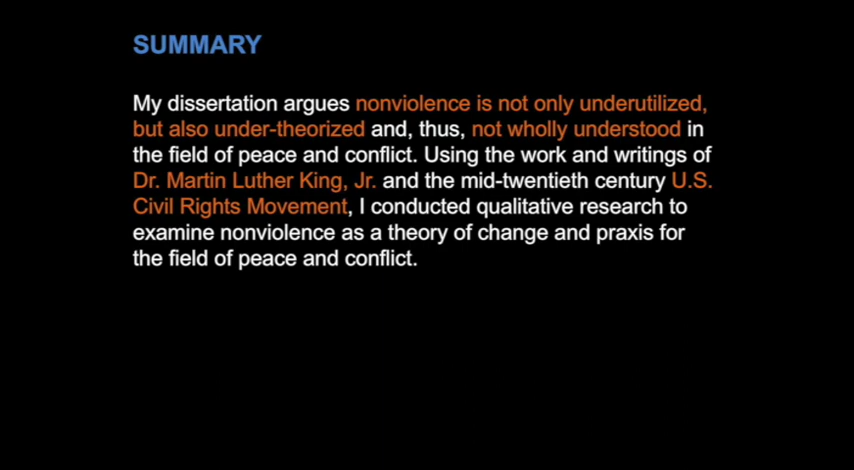 SUMMARY
My dissertation argues nonviolence is not only underutilized,
but also under-theorized and, thus, not wholly understood in
the field of peace and conflict. Using the work and writings of
Dr. Martin Luther King, Jr. and the mid-twentieth century U.S.
Civil Rights Movement, I conducted qualitative research to
examine nonviolence as a theory of change and praxis for
the field of peace and conflict.